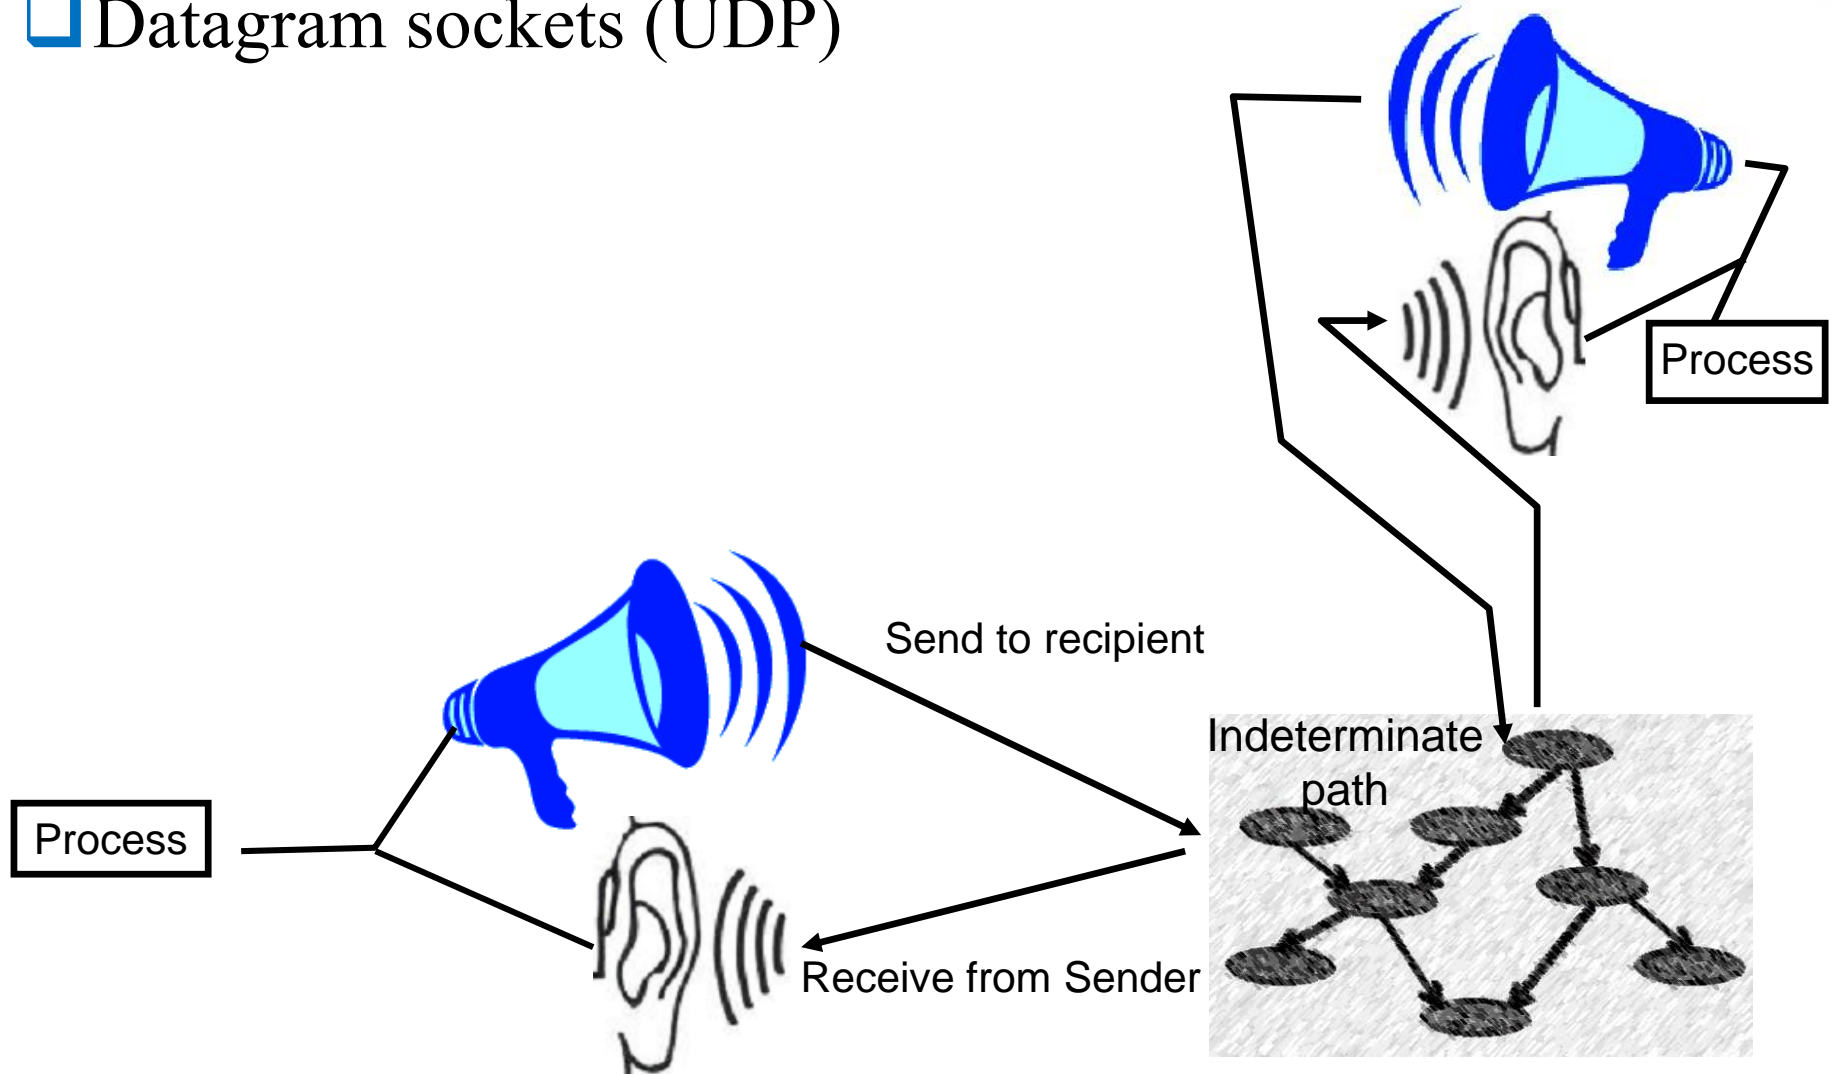 Datagram sockets (UDP)
Process
Send to recipient
Indeterminate
path
Process
Receive from Sender